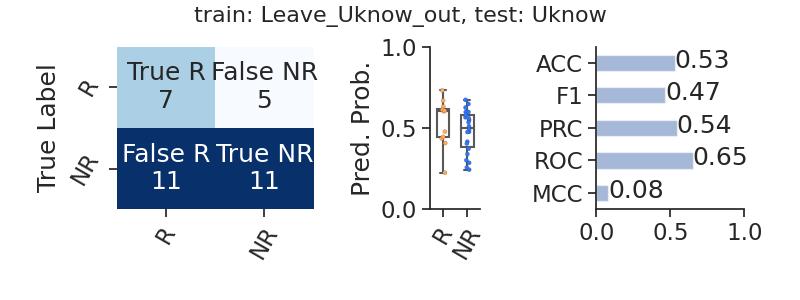 train: Leave_Uknow_out, test: Uknow
True Label
R
NR
True R
7
False NR
5
False R
11
True NR
11
R
NR
Pred. Prob.
1.0
0.5
0.0
R
NR
ACC
F1
PRC
ROC
MCC
0.53
0.47
0.54
0.65
0.08
0.0
0.5
1.0